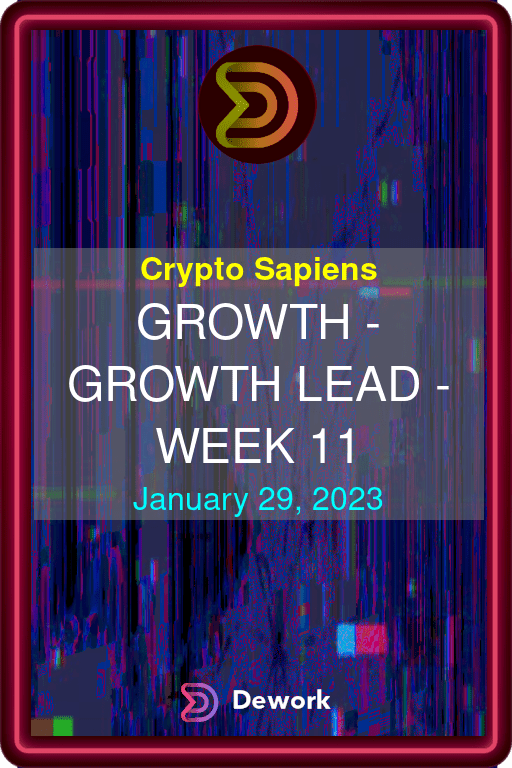 Crypto Sapiens
GROWTH -
GROWTH LEAD -
WEEK 11
January 29, 2023
Dework